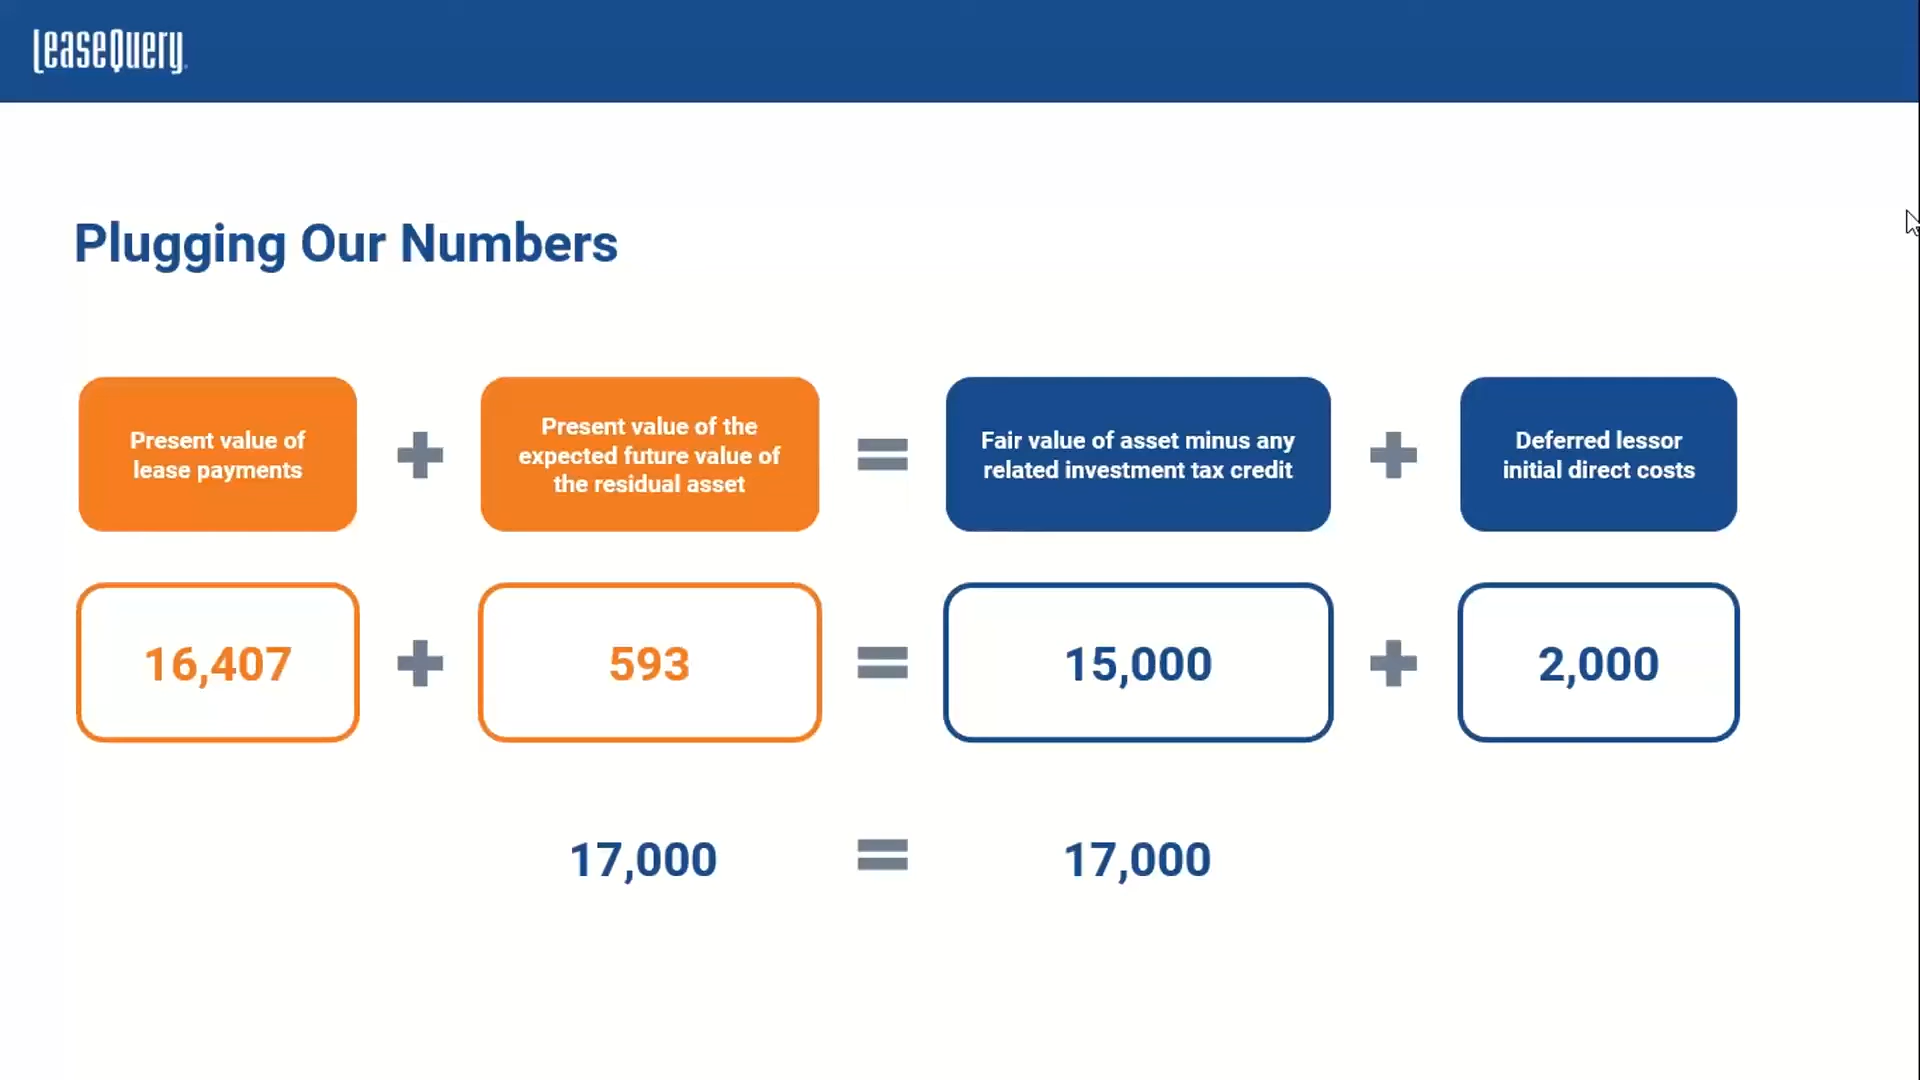 LeaseQuery
Plugging Our Numbers
Present value of
lease payments
+
Present value of the
expected future value of
the residual asset
=
Fair value of asset minus any
related investment tax credit
+
Deferred lessor
initial direct costs
16,407
+
593
=
15,000
+
2,000
17,000
=
17,000